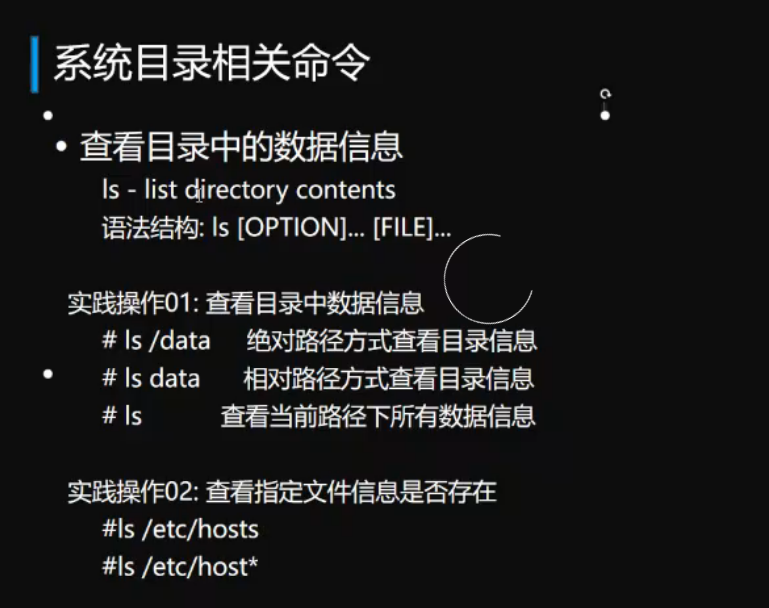 系统目录相关命令
• 查看目录中的数据信息
ls - list directory contents
语法结构: ls [OPTION]... [FILE]...
实践操作01: 查看目录中数据信息
# ls /data 绝对路径方式查看目录信息
# ls data 相对路径方式查看目录信息
# ls 查看当前路径下所有数据信息
实践操作02: 查看指定文件信息是否存在
#ls /etc/hosts
#ls /etc/host*